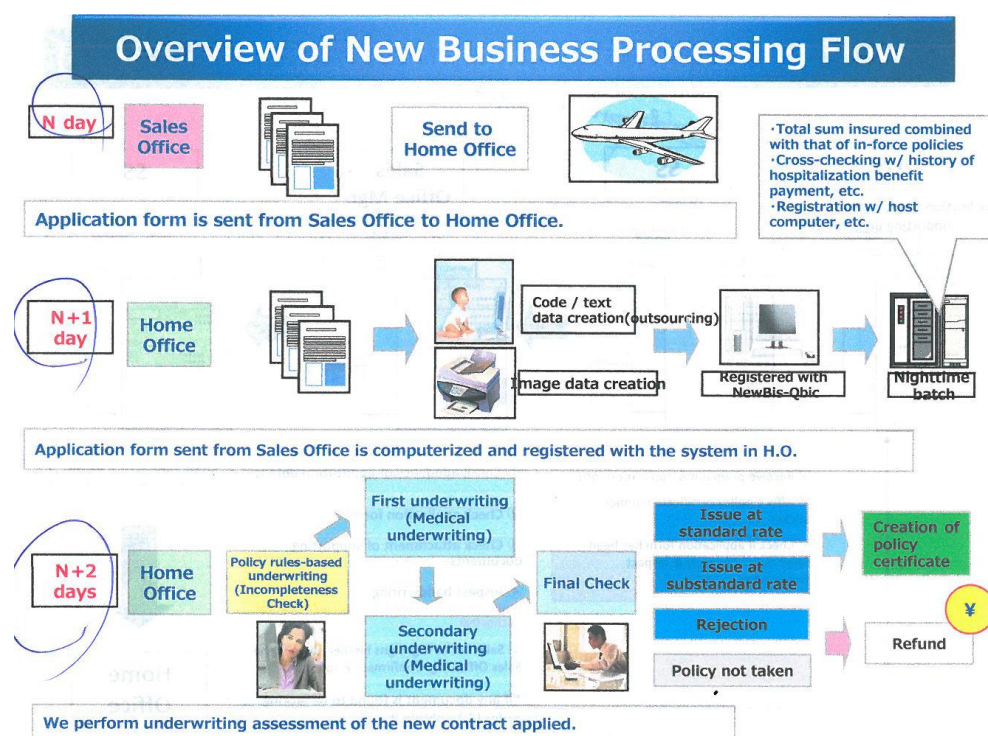 Overview of New Business Processing Flow
N day
Sales
Office
Send to
Home Office
・Total sum insured combined
with that of in-force policies
・Cross-checking w/ history of
hospitalization benefit
payment, etc.
・Registration w/ host
computer, etc.
Application form is sent from Sales Office to Home Office.
N+1
day
Home
Office
Code / text
data creation(outsourcing)
Image data creation
Registered with
NewBis-Qbic
Nighttime
batch
Application form sent from Sales Office is computerized and registered with the system in H.O.
N+2
days
Home
Office
Policy rules-based
underwriting
(Incompleteness
Check)
First underwriting
(Medical
underwriting)
Secondary
underwriting
(Medical
underwriting)
Final Check
Issue at
standard rate
Issue at
substandard rate
Rejection
Policy not taken
Creation of
policy
certificate
¥
Refund
We perform underwriting assessment of the new contract applied.